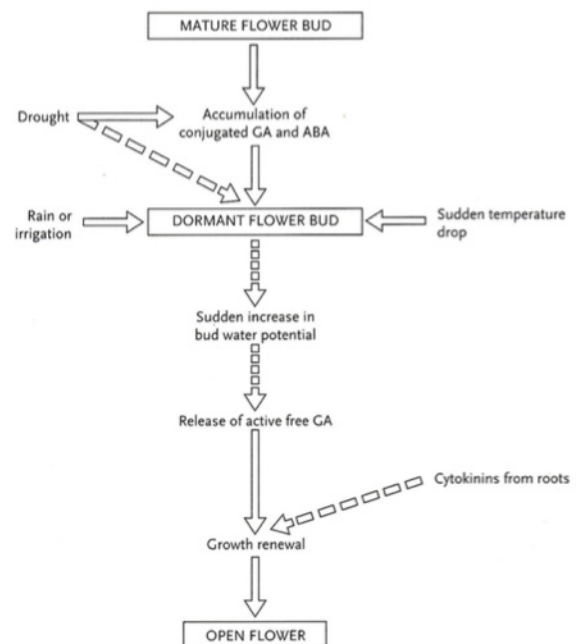 MATURE FLOWER BUD
Drought
Accumulation of
conjugated GA and ABA
Rain or
irrigation
DORMANT FLOWER BUD
Sudden temperature
drop
Sudden increase in
bud water potential
Release of active free GA
Cytokinins from roots
Growth renewal
OPEN FLOWER